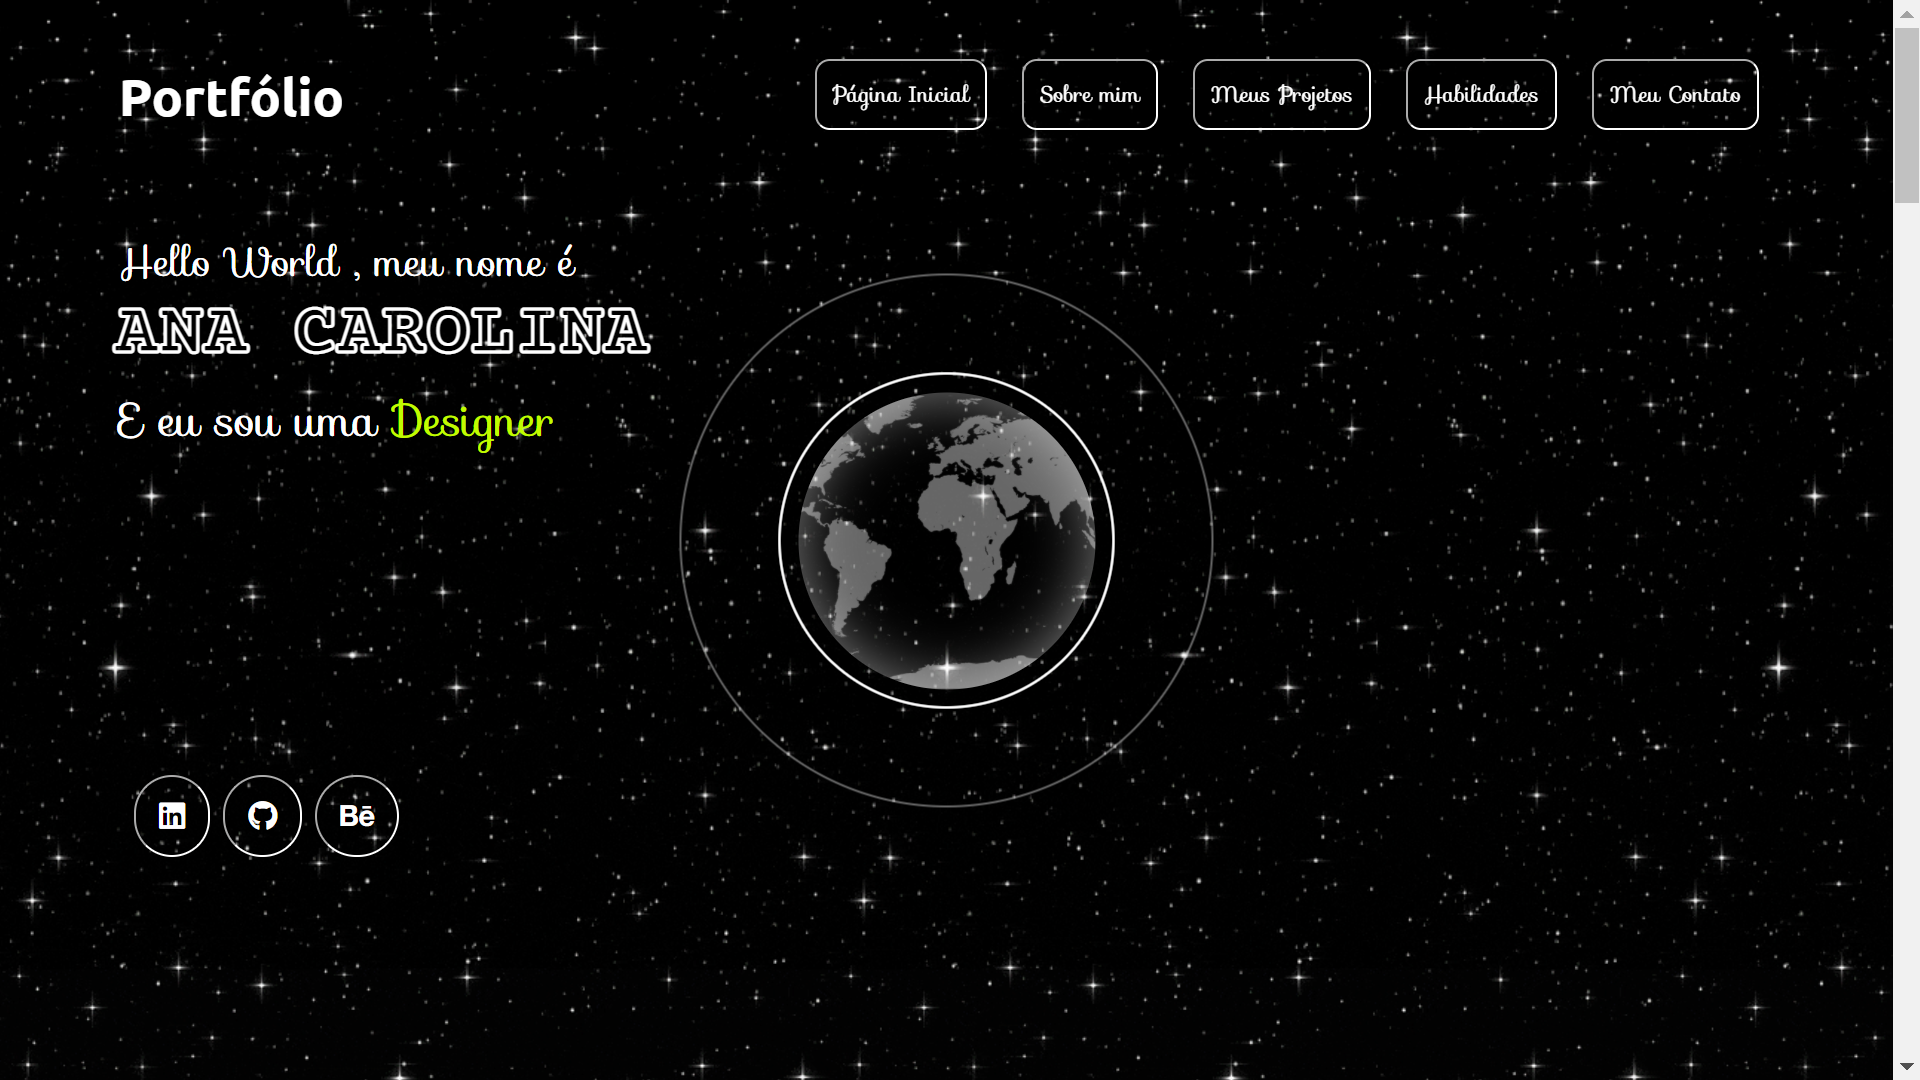 Portfólio
Página Inicial
Sobre mim
Meus Projetos
Habilidades
Meu Contato
Hello World , meu nome é
ANA CAROLINA
E eu sou uma Designer
in
Bē